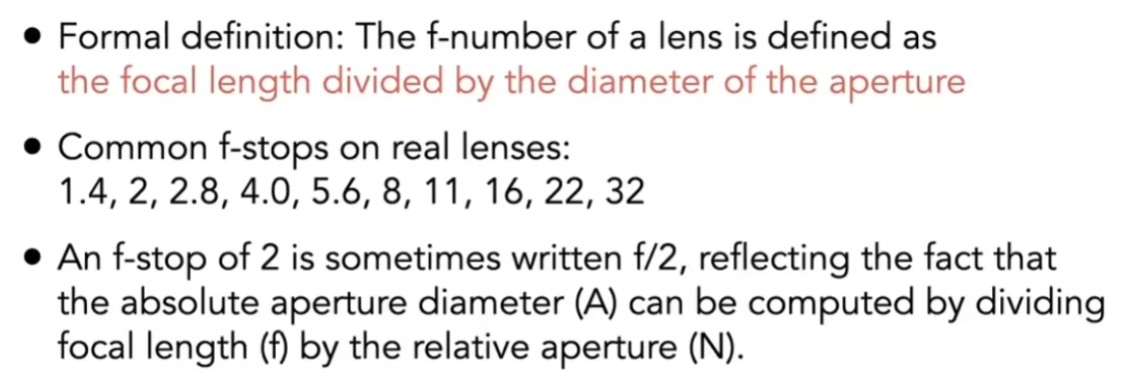 • Formal definition: The f-number of a lens is defined as
the focal length divided by the diameter of the aperture
• Common f-stops on real lenses:
1.4, 2, 2.8, 4.0, 5.6, 8, 11, 16, 22, 32
• An f-stop of 2 is sometimes written f/2, reflecting the fact that
the absolute aperture diameter (A) can be computed by dividing
focal length (f) by the relative aperture (N).